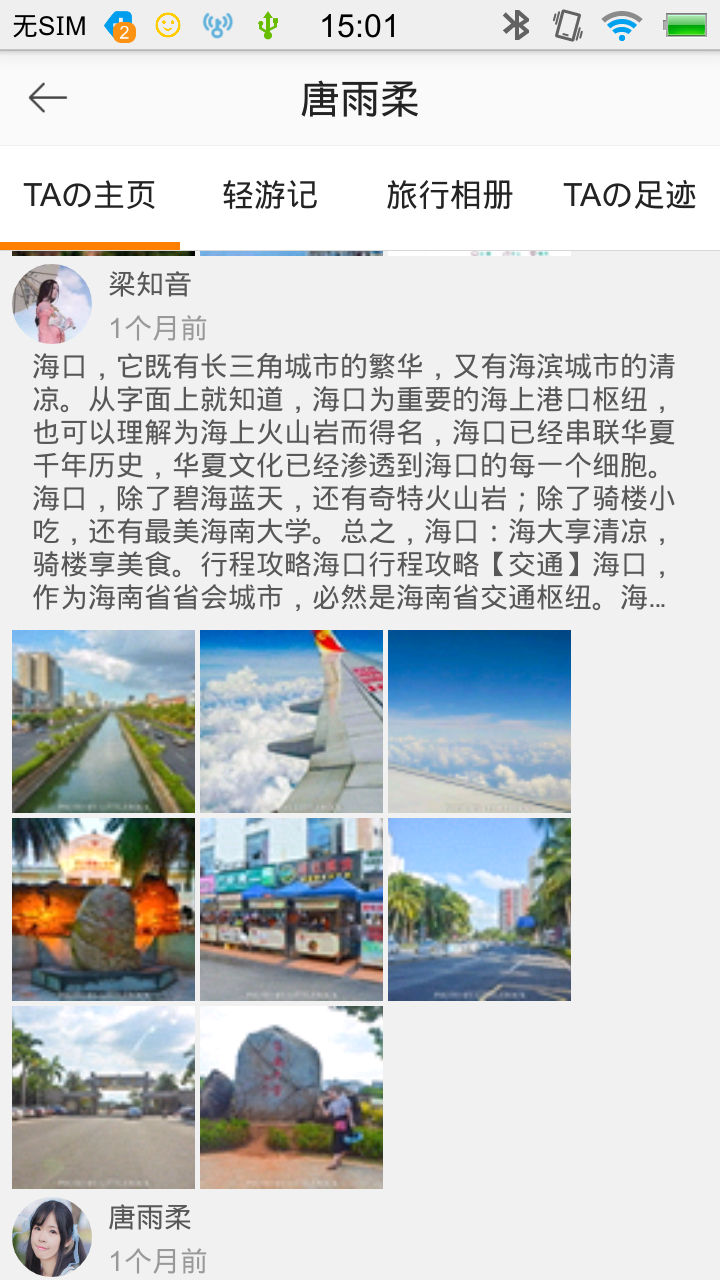 无SIM 2 15:01
唐雨柔
TAの主页 轻游记 旅行相册 TAの足迹
梁知音
1个月前
海口，它既有长三角城市的繁华，又有海滨城市的清
凉。从字面上就知道，海口为重要的海上港口枢纽，
也可以理解为海上火山岩而得名，海口已经串联华夏
千年历史，华夏文化已经渗透到海口的每一个细胞。
海口，除了碧海蓝天，还有奇特火山岩；除了骑楼小
吃，还有最美海南大学。总之，海口：海大享清凉，
骑楼享美食。行程攻略海口行程攻略【交通】海口，
作为海南省省会城市，必然是海南省交通枢纽。海...
唐雨柔
1个月前